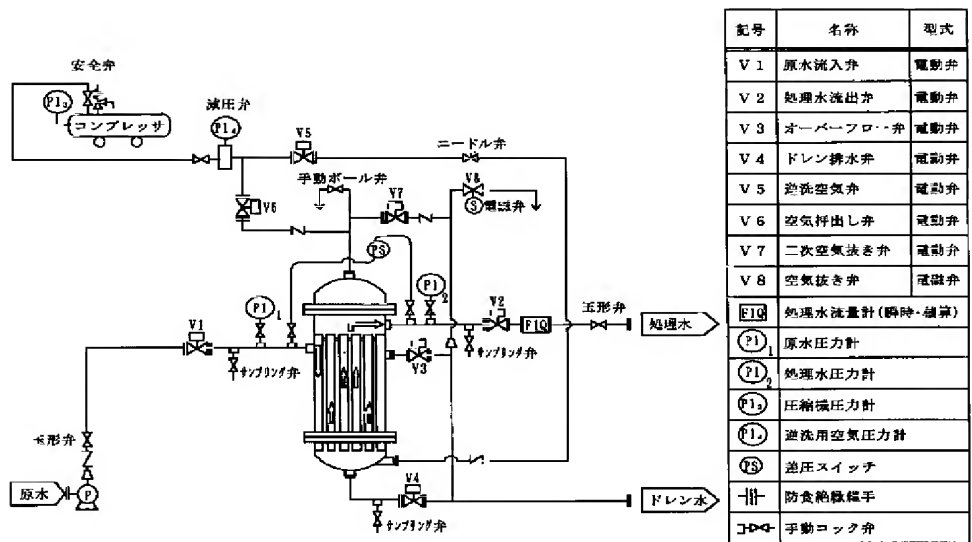 安全弁
PI3
コンプレッサ
減圧弁
PI4
V5
ニードル弁
手動ボール弁
V8
V7
S 電磁弁
V6
PS
PI1
PI2
V2
玉形弁
FIQ
処理水
V1
サンプリング弁
V3
サンプリング弁
玉形弁
原水
P
V4
サンプリング弁
ドレン水
記号 名称 型式
V1 原水流入弁 電動弁
V2 処理水流出弁 電動弁
V3 オーバーフロー弁 電動弁
V4 ドレン排水弁 電動弁
V5 逆洗空気弁 電動弁
V6 空気押出し弁 電動弁
V7 二次空気抜き弁 電動弁
V8 空気抜き弁 電磁弁
FIQ 処理水流量計(瞬時・積算)
PI1 原水圧力計
PI2 処理水圧力計
PI3 圧縮機圧力計
PI4 逆洗用空気圧力計
PS 差圧スイッチ
防食絶縁継手
手動コック弁